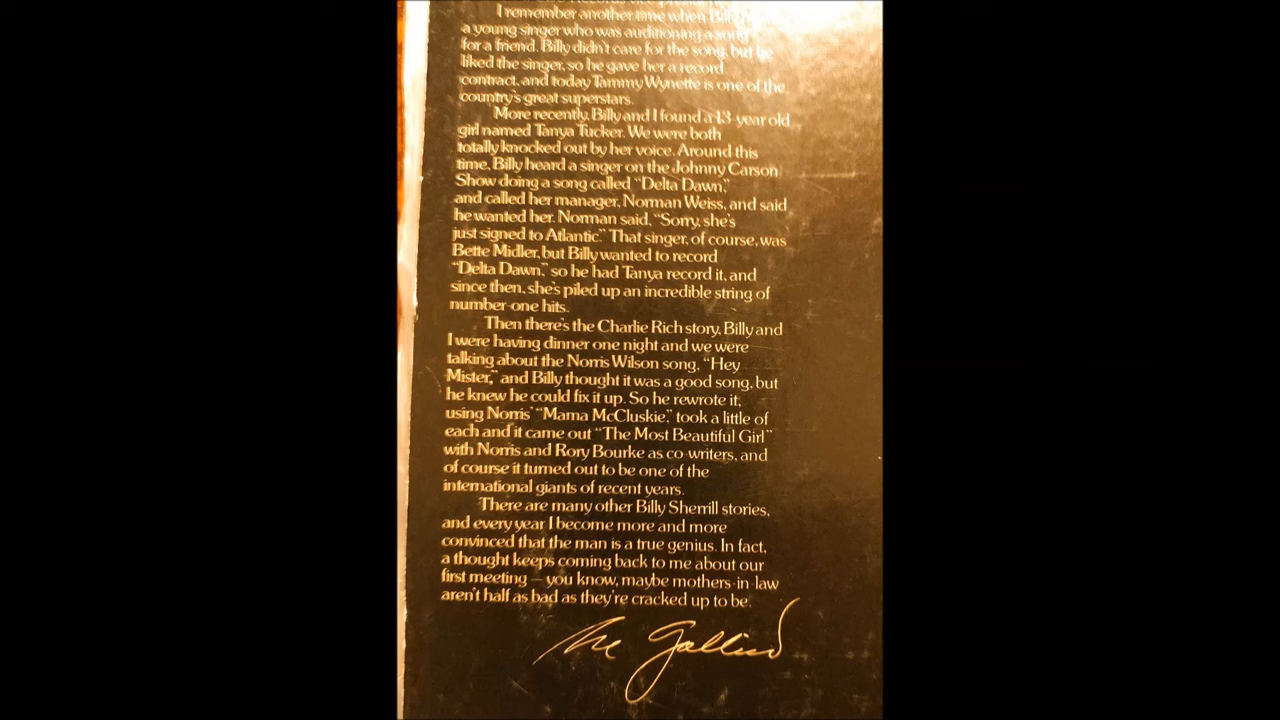 I remember another time when Billy
a young singer who was auditioning a song
for a friend. Billy didn't care for the song, but he
liked the singer, so he gave her a record
contract, and today Tammy Wynette is one of the
country's great superstars.
More recently, Billy and I found a 13-year old
girl named Tanya Tucker. We were both
totally knocked out by her voice. Around this
time, Billy heard a singer on the Johnny Carson
Show doing a song called “Delta Dawn,”
and called her manager, Norman Weiss, and said
he wanted her. Norman said, “Sorry, she's
just signed to Atlantic.” That singer, of course, was
Bette Midler, but Billy wanted to record
“Delta Dawn,” so he had Tanya record it, and
since then, she's piled up an incredible string of
number-one hits.
Then there's the Charlie Rich story. Billy and
I were having dinner one night and we were
talking about the Norris Wilson song, “Hey
Mister,” and Billy thought it was a good song, but
he knew he could fix it up. So he rewrote it,
using Norris' “Mama McCluskie,” took a little of
each and it came out “The Most Beautiful Girl”
with Norris and Rory Bourke as co-writers, and
of course it turned out to be one of the
international giants of recent years.
There are many other Billy Sherrill stories,
and every year I become more and more
convinced that the man is a true genius. In fact,
a thought keeps coming back to me about our
first meeting — you know, maybe mothers-in-law
aren't half as bad as they're cracked up to be.